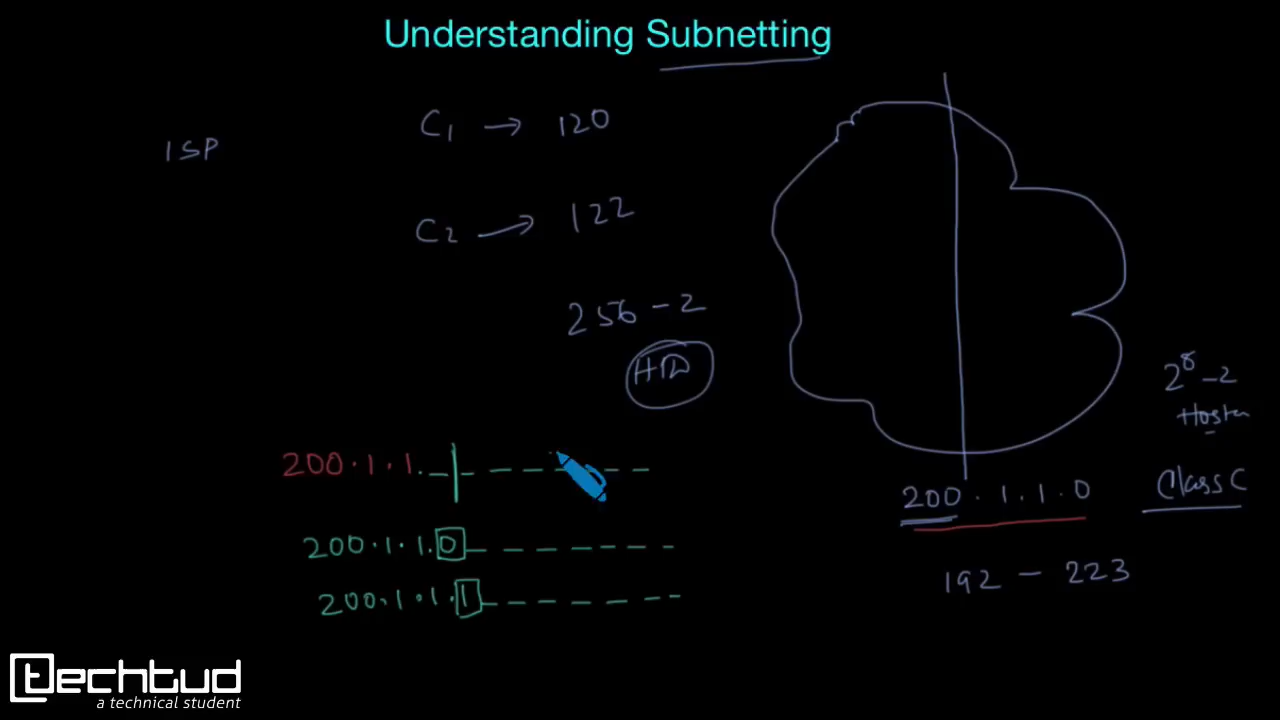 Understanding Subnetting
ISP
C1 → 120
C2 → 122
256 - 2
HID
2^8 - 2
Hosts
200.1.1._|_ _ _ _ _ _ _
200.1.1.0 _ _ _ _ _ _ _
200.1.1.1 _ _ _ _ _ _ _
200.1.1.0
Class C
192 - 223
techtud
a technical student